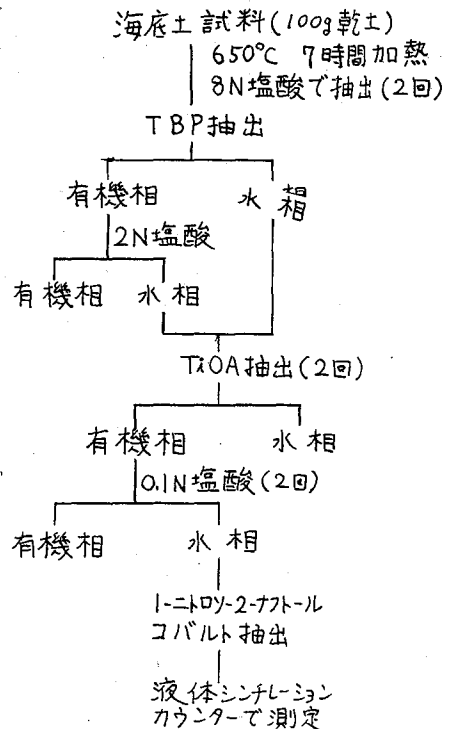 海底土試料(100g乾土)
650℃ 7時間加熱
8N塩酸で抽出(2回)
TBP抽出
有機相 水相
2N塩酸
有機相 水相
TiOA抽出(2回)
有機相 水相
0.1N塩酸(2回)
有機相 水相
1-ニトロソ-2-ナフトール
コバルト抽出
液体シンチレーション
カウンターで測定